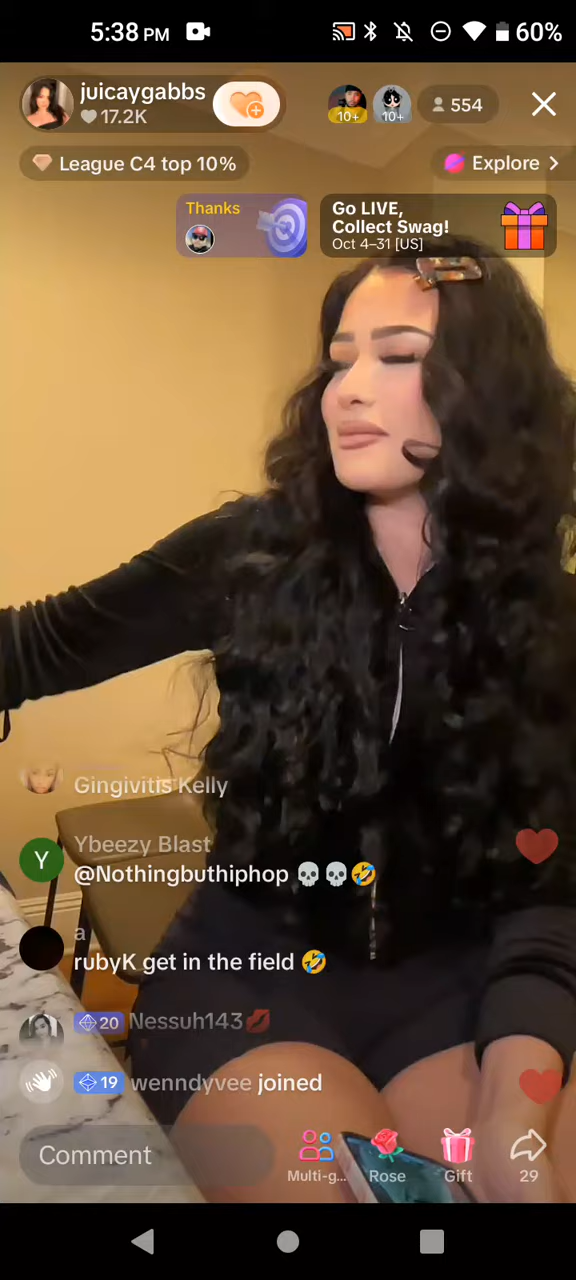 5:38 PM
60%
juicaygabbs
17.2K
10+
10+
554
League C4 top 10%
Explore
Thanks
Go LIVE,
Collect Swag!
Oct 4–31 [US]
Gingivitis Kelly
Y
Ybeezy Blast
@Nothingbuthiphop 💀💀🤣
a
rubyK get in the field 🤣
20 Nessuh143💋
19 wenndyvee joined
Comment
Multi-g...
Rose
Gift
29